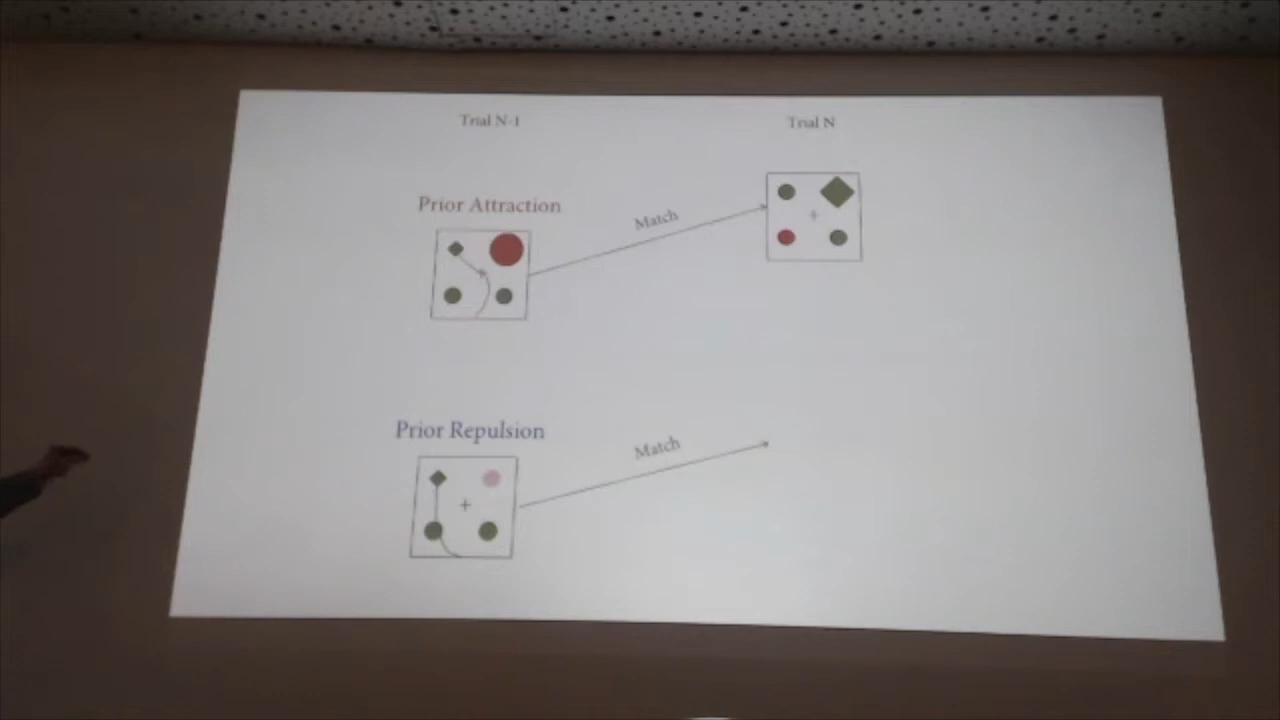 Trial N-1
Trial N
Prior Attraction
Match
Prior Repulsion
Match